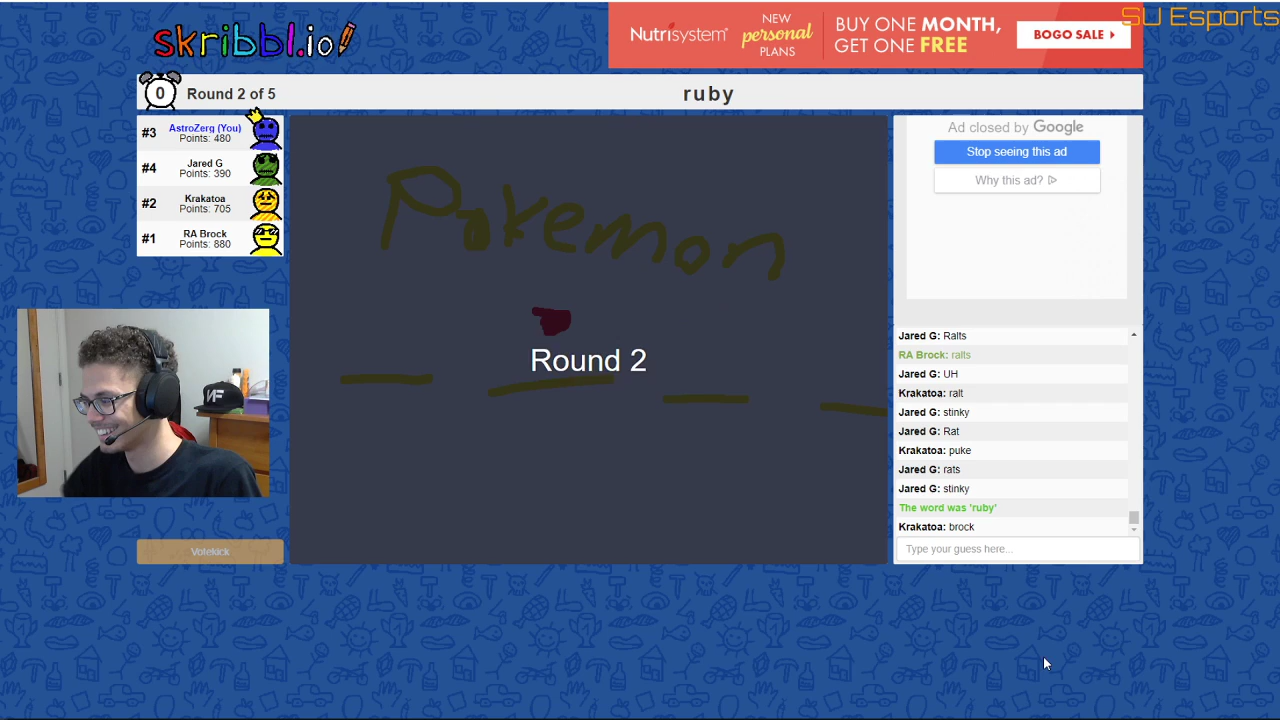 SU Esports
skribbl.io
Nutrisystem
NEW
personal
PLANS
BUY ONE MONTH,
GET ONE FREE
BOGO SALE
0
Round 2 of 5
ruby
#3
AstroZerg (You)
Points: 480
#4
Jared G
Points: 390
#2
Krakatoa
Points: 705
#1
RA Brock
Points: 880
Pokemon
Round 2
Ad closed by Google
Stop seeing this ad
Why this ad?
Jared G: Ralts
RA Brock: ralts
Jared G: UH
Krakatoa: ralt
Jared G: stinky
Jared G: Rat
Krakatoa: puke
Jared G: rats
Jared G: stinky
The word was 'ruby'
Krakatoa: brock
Type your guess here...
Votekick
NF